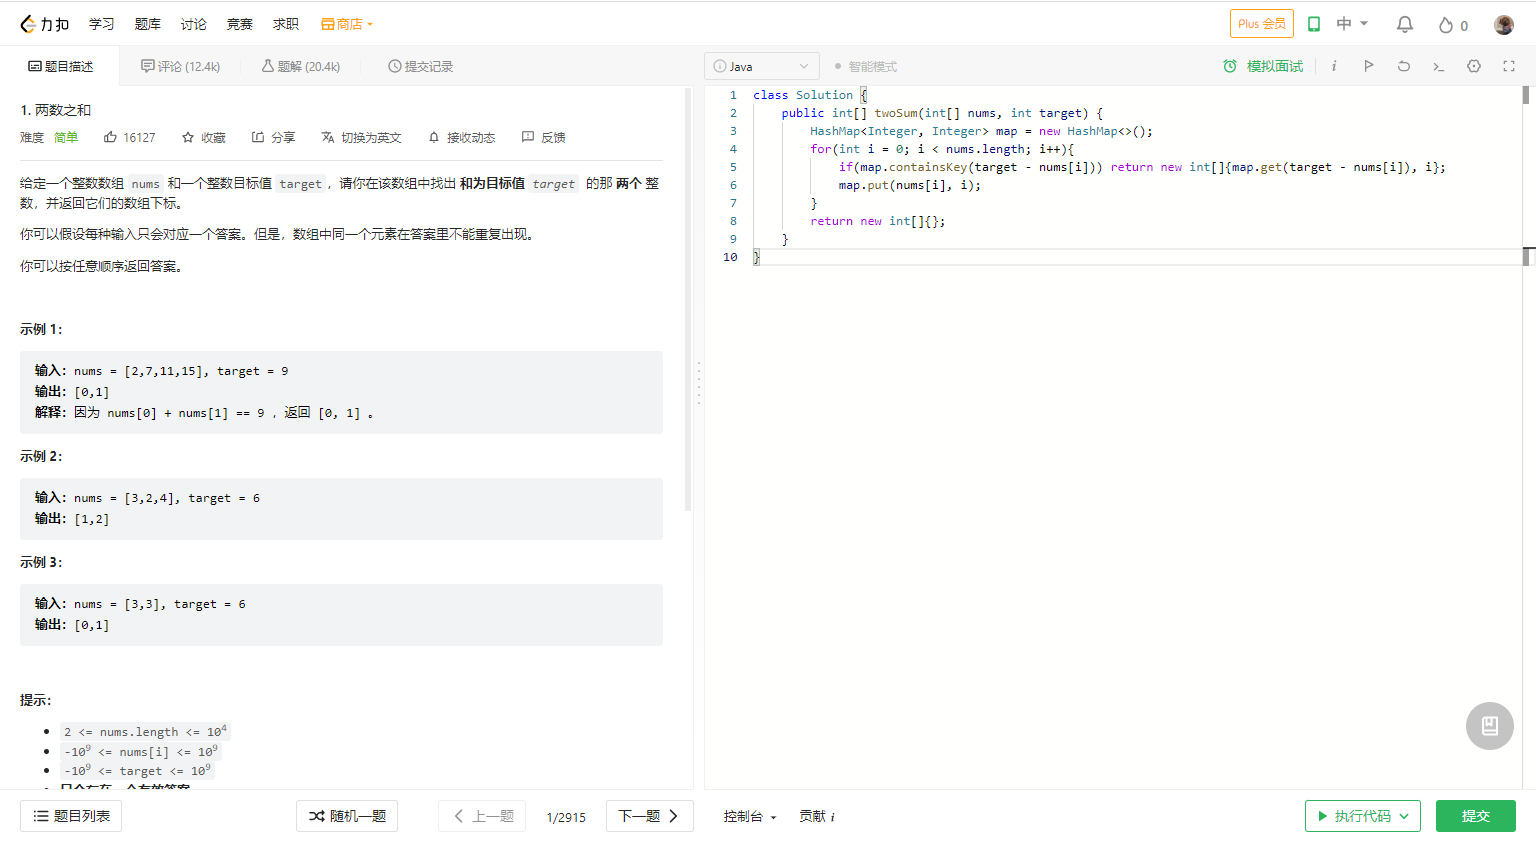 力扣 学习 题库 讨论 竞赛 求职 商店 Plus 会员 中 0
题目描述 评论 (12.4k) 题解 (20.4k) 提交记录 Java 智能模式 模拟面试 i
1. 两数之和
难度 简单 16127 收藏 分享 切换为英文 接收动态 反馈
给定一个整数数组 nums 和一个整数目标值 target，请你在该数组中找出 和为目标值 target 的那 两个 整
数，并返回它们的数组下标。
你可以假设每种输入只会对应一个答案。但是，数组中同一个元素在答案里不能重复出现。
你可以按任意顺序返回答案。
示例 1：
输入：nums = [2,7,11,15], target = 9
输出：[0,1]
解释：因为 nums[0] + nums[1] == 9 ，返回 [0, 1] 。
示例 2：
输入：nums = [3,2,4], target = 6
输出：[1,2]
示例 3：
输入：nums = [3,3], target = 6
输出：[0,1]
提示：
• 2 <= nums.length <= 10⁴
• -10⁹ <= nums[i] <= 10⁹
• -10⁹ <= target <= 10⁹
• 只会存在一个有效答案
1 class Solution {
2     public int[] twoSum(int[] nums, int target) {
3         HashMap<Integer, Integer> map = new HashMap<>();
4         for(int i = 0; i < nums.length; i++){
5             if(map.containsKey(target - nums[i])) return new int[]{map.get(target - nums[i]), i};
6             map.put(nums[i], i);
7         }
8         return new int[]{};
9     }
10 }
题目列表 随机一题 上一题 1/2915 下一题 控制台 贡献 i 执行代码 提交